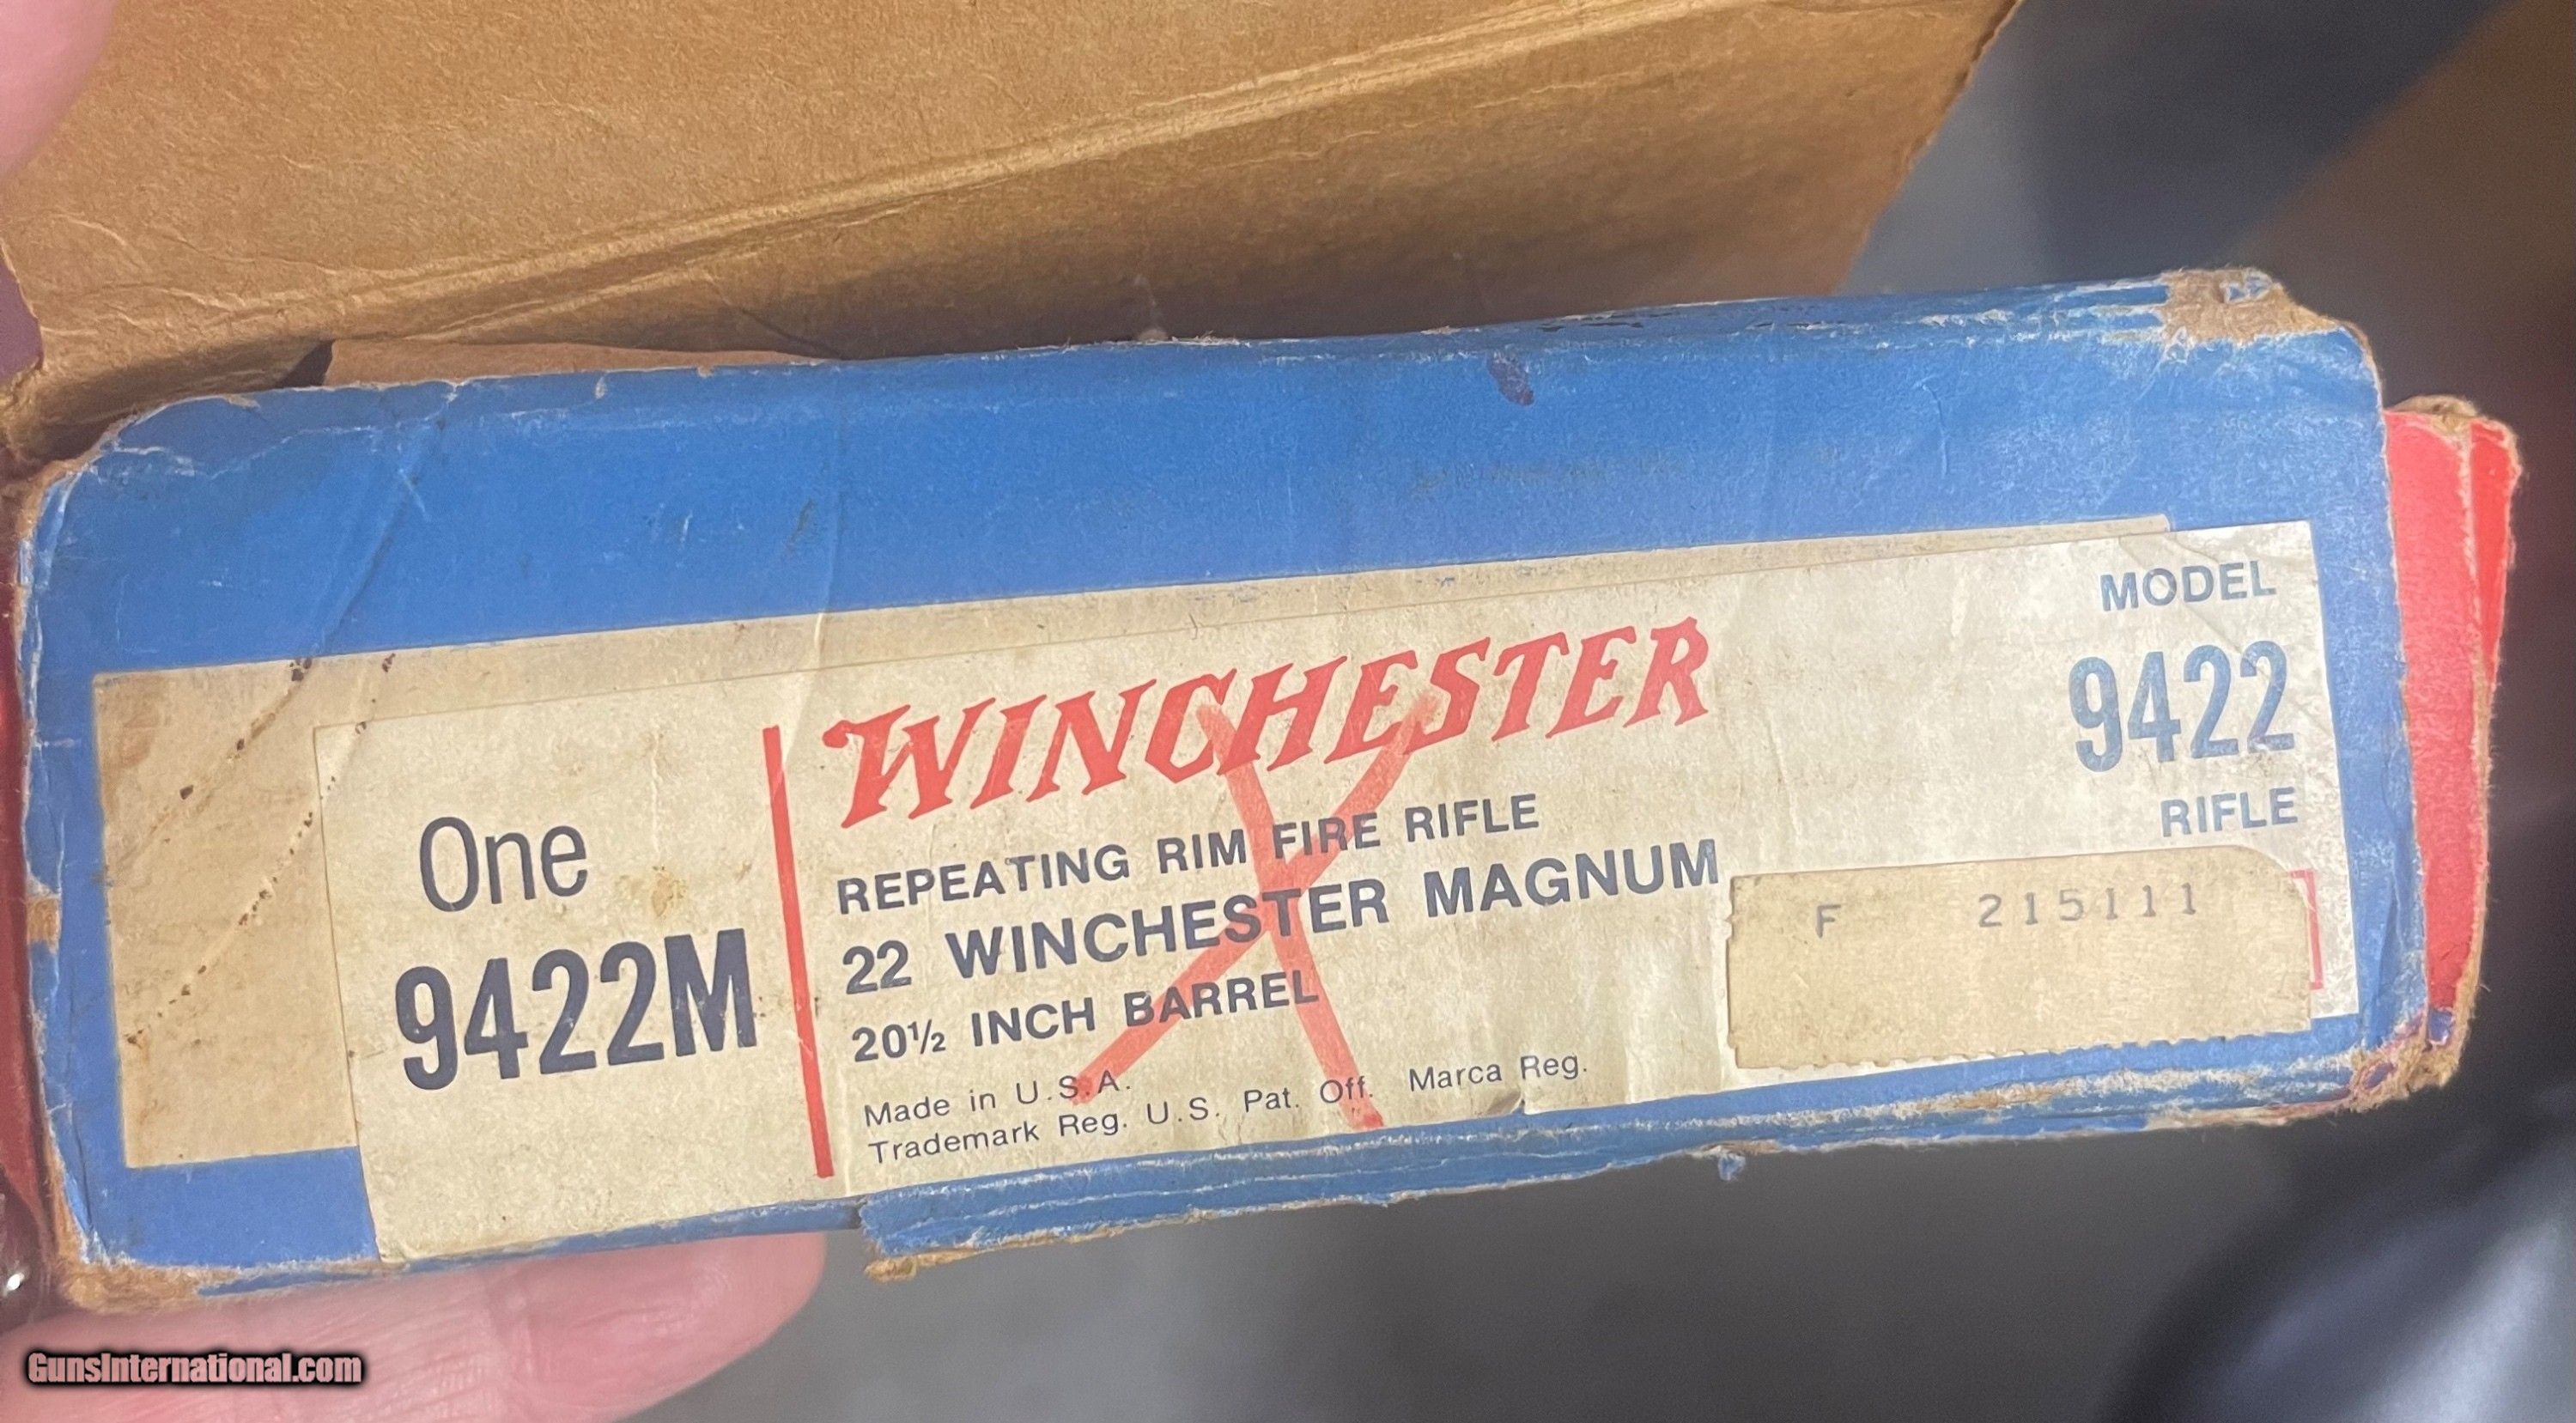 One
9422M
WINCHESTER
REPEATING RIM FIRE RIFLE
22 WINCHESTER MAGNUM
20½ INCH BARREL
Made in U.S.A.
Trademark Reg. U.S. Pat. Off. Marca Reg.
MODEL
9422
RIFLE
F 215111
GunsInternational.com